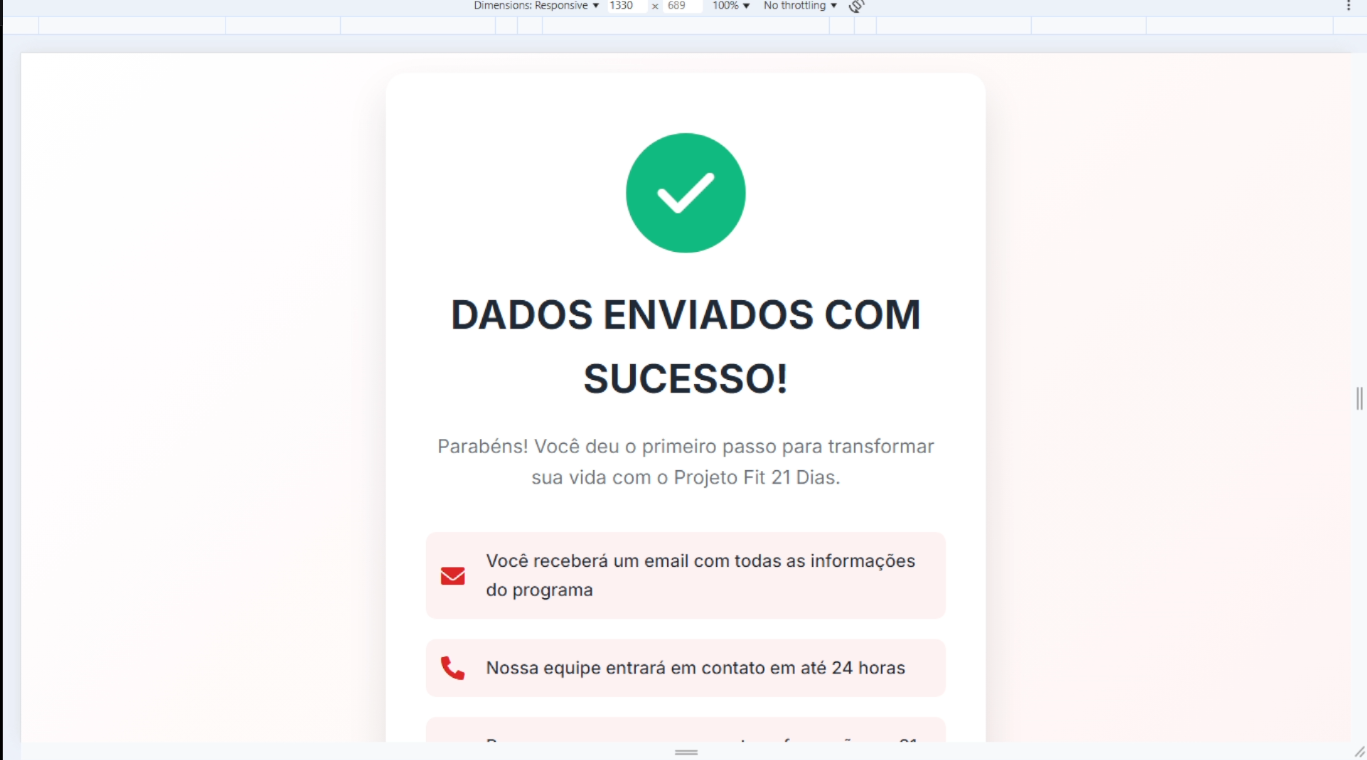 Dimensions: Responsive ▼ 1330 x 689 100% ▼ No throttling ▼
DADOS ENVIADOS COM
SUCESSO!
Parabéns! Você deu o primeiro passo para transformar
sua vida com o Projeto Fit 21 Dias.
Você receberá um email com todas as informações
do programa
Nossa equipe entrará em contato em até 24 horas